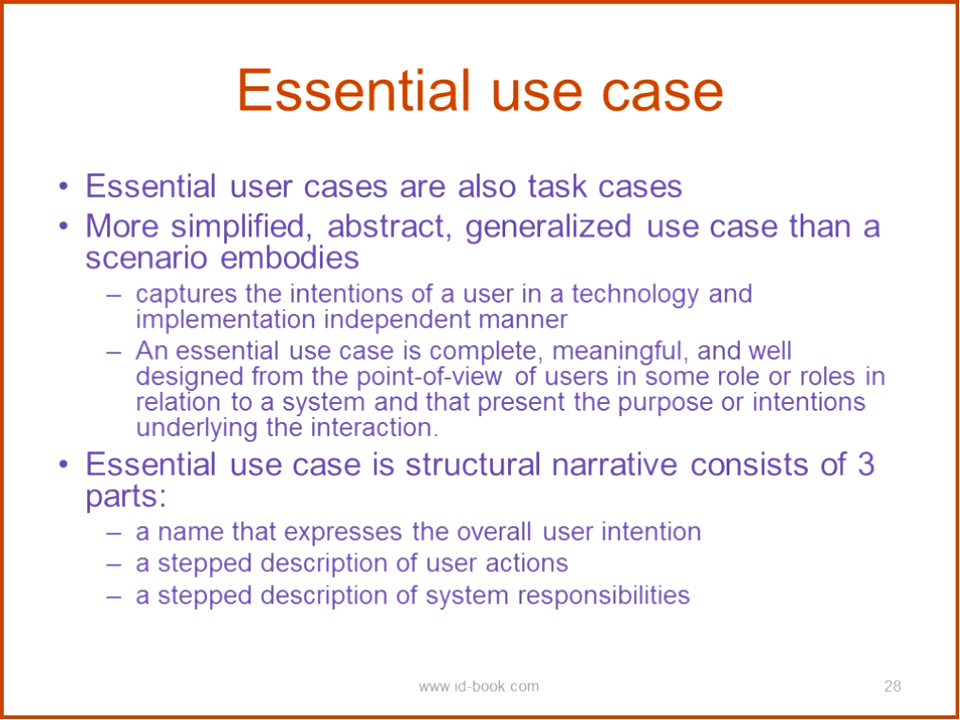 Essential use case
• Essential user cases are also task cases
• More simplified, abstract, generalized use case than a
scenario embodies
– captures the intentions of a user in a technology and
implementation independent manner
– An essential use case is complete, meaningful, and well
designed from the point-of-view of users in some role or roles in
relation to a system and that present the purpose or intentions
underlying the interaction.
• Essential use case is structural narrative consists of 3
parts:
– a name that expresses the overall user intention
– a stepped description of user actions
– a stepped description of system responsibilities
www.id-book.com
28